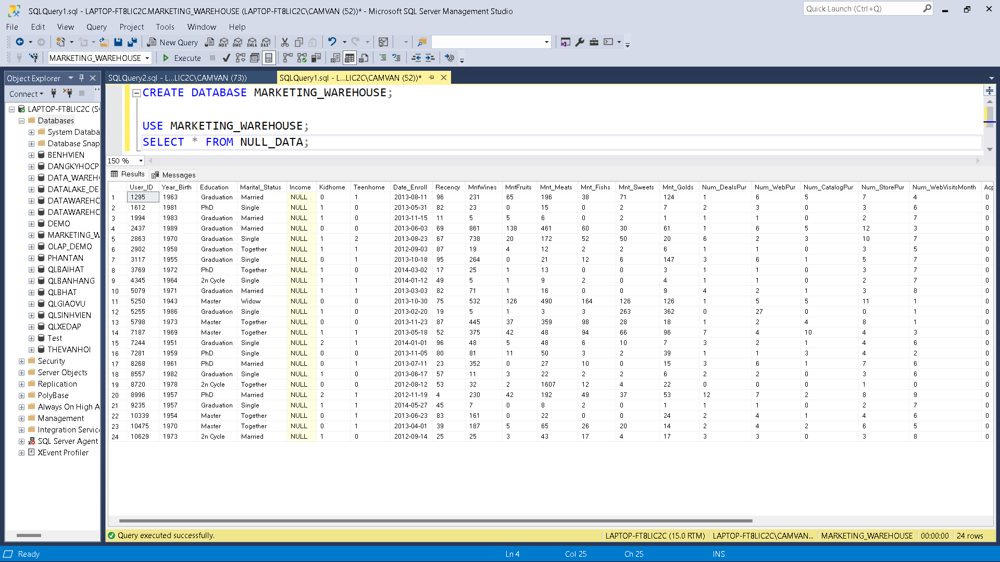 SQLQuery1.sql - LAPTOP-FT8LIC2C.MARKETING_WAREHOUSE (LAPTOP-FT8LIC2C\CAMVAN (52))* - Microsoft SQL Server Management Studio
Quick Launch (Ctrl+Q)
File Edit View Query Project Tools Window Help
New Query
MDX DMX XMLA DAX
MARKETING_WAREHOUSE Execute
Object Explorer
SQLQuery2.sql - L...LIC2C\CAMVAN (73))
SQLQuery1.sql - L...LIC2C\CAMVAN (52))*
Connect
LAPTOP-FT8LIC2C (S
Databases
System Databa
Database Snap
BENHVIEN
DANGKYHOCP
DATA_WAREH
DATALAKE_DE
DATAWAREHC
DATAWAREHC
DEMO
MARKETING_W
OLAP_DEMO
PHANTAN
QLBAIHAT
QLBANHANG
QLBHAT
QLGIAOVU
QLSINHVIEN
QLXEDAP
Test
THEVANHOI
Security
Server Objects
Replication
PolyBase
Always On High A
Management
Integration Servic
SQL Server Agent
XEvent Profiler
CREATE DATABASE MARKETING_WAREHOUSE;
USE MARKETING_WAREHOUSE;
SELECT * FROM NULL_DATA;
150 %
Results Messages
User_ID Year_Birth Education Marital_Status Income Kidhome Teenhome Date_Enroll Recency MntWines MntFruits Mnt_Meats Mnt_Fishs Mnt_Sweets Mnt_Golds Num_DealsPur Num_WebPur Num_CatalogPur Num_StorePur Num_WebVisitsMonth Acp
1 1295 1963 Graduation Married NULL 0 1 2013-08-11 96 231 65 196 38 71 124 1 6 5 7 4 0
2 1612 1981 PhD Single NULL 1 0 2013-05-31 82 23 0 15 0 2 7 2 3 0 3 6 0
3 1994 1983 Graduation Married NULL 1 0 2013-11-15 11 5 5 6 0 2 1 1 1 0 2 7 0
4 2437 1989 Graduation Married NULL 0 0 2013-06-03 69 861 138 461 60 30 61 1 6 5 12 3 0
5 2863 1970 Graduation Single NULL 1 2 2013-08-23 67 738 20 172 52 50 20 6 2 3 10 7 0
6 2902 1958 Graduation Together NULL 1 1 2012-09-03 87 19 4 12 2 2 6 1 1 0 3 5 0
7 3117 1955 Graduation Single NULL 0 1 2013-10-18 95 264 0 21 12 6 147 3 6 1 5 7 0
8 3769 1972 PhD Together NULL 1 0 2014-03-02 17 25 1 13 0 0 3 1 1 0 3 7 0
9 4345 1964 2n Cycle Single NULL 1 1 2014-01-12 49 5 1 9 2 0 4 1 1 0 2 7 0
10 5079 1971 Graduation Married NULL 1 1 2013-03-03 82 71 1 16 0 0 9 4 2 1 3 8 0
11 5250 1943 Master Widow NULL 0 0 2013-10-30 75 532 126 490 164 126 126 1 5 5 11 1 0
12 5255 1986 Graduation Single NULL 1 0 2013-02-20 19 5 1 3 3 263 362 0 27 0 0 1 0
13 5798 1973 Master Together NULL 0 0 2013-11-23 87 445 37 359 98 28 18 1 2 4 8 1 0
14 7187 1969 Master Together NULL 1 1 2013-05-18 52 375 42 48 94 66 96 7 4 10 4 3 0
15 7244 1951 Graduation Single NULL 2 1 2014-01-01 96 48 5 48 6 10 7 3 2 1 4 6 0
16 7281 1959 PhD Single NULL 0 0 2013-11-05 80 81 11 50 3 2 39 1 1 3 4 2 0
17 8268 1961 PhD Married NULL 0 1 2013-07-11 23 352 0 27 10 0 15 3 6 1 7 6 0
18 8557 1982 Graduation Single NULL 1 0 2013-06-17 57 11 3 22 2 2 6 2 2 0 3 6 0
19 8720 1978 2n Cycle Together NULL 0 0 2012-08-12 53 32 2 1607 12 4 22 0 0 0 1 0 0
20 8996 1957 PhD Married NULL 2 1 2012-11-19 4 230 42 192 49 37 53 12 7 2 8 9 0
21 9235 1957 Graduation Single NULL 1 1 2014-05-27 45 7 0 8 2 0 1 1 1 0 2 7 0
22 10339 1954 Master Together NULL 0 1 2013-06-23 83 161 0 22 0 0 24 2 4 1 4 6 0
23 10475 1970 Master Together NULL 0 1 2013-04-01 39 187 5 65 26 20 14 2 4 2 6 5 0
24 10629 1973 2n Cycle Married NULL 1 0 2012-09-14 25 25 3 43 17 4 17 3 3 0 3 8 0
Query executed successfully. LAPTOP-FT8LIC2C (15.0 RTM) LAPTOP-FT8LIC2C\CAMVAN... MARKETING_WAREHOUSE 00:00:00 24 rows
Ready Ln 4 Col 25 Ch 25 INS